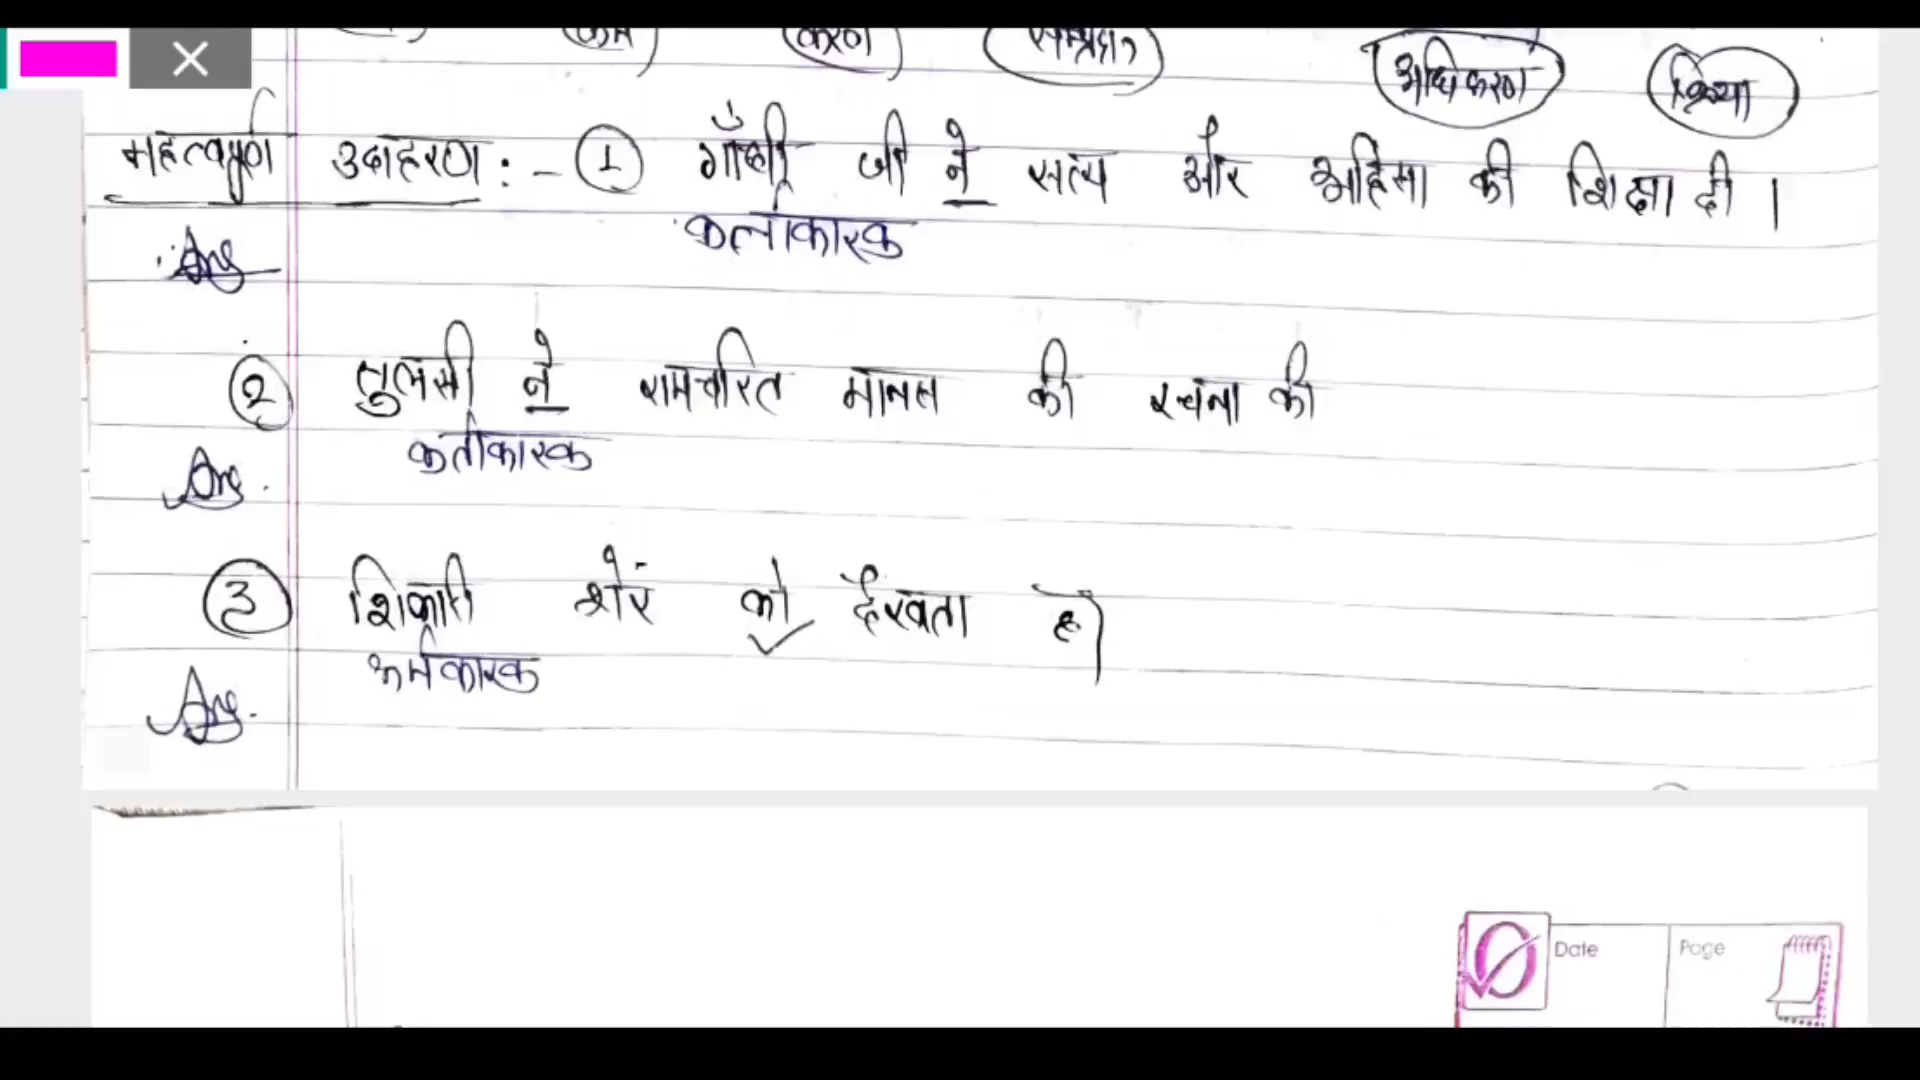 कर्म करण सम्प्रदान अधिकरण क्रिया
महत्वपूर्ण उदाहरण :- ① गाँधी जी ने सत्य और अहिंसा की शिक्षा दी ।
कर्ताकारक
Ans
② तुलसी ने रामचरित मानस की रचना की
कर्ताकारक
Ans.
③ शिकारी शेर को देखता है।
कर्मकारक
Ans.
Date Page